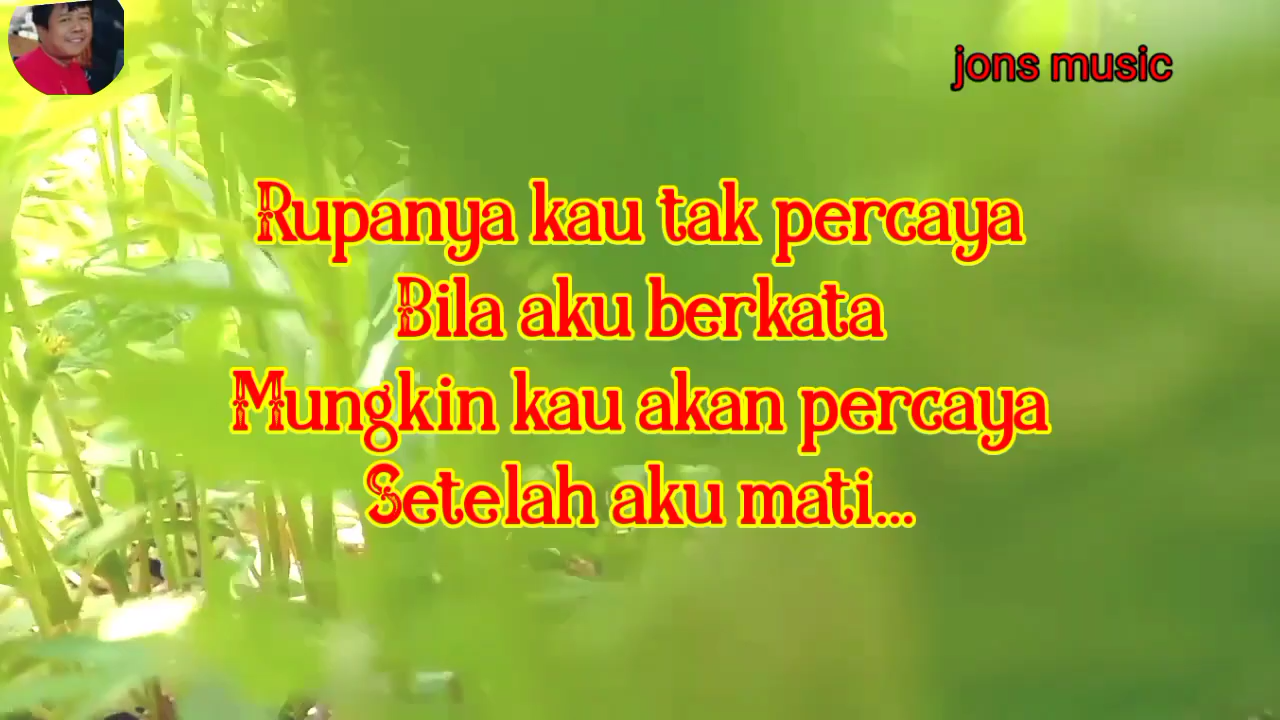 jons music
Rupanya kau tak percaya
Bila aku berkata
Mungkin kau akan percaya
Setelah aku mati...